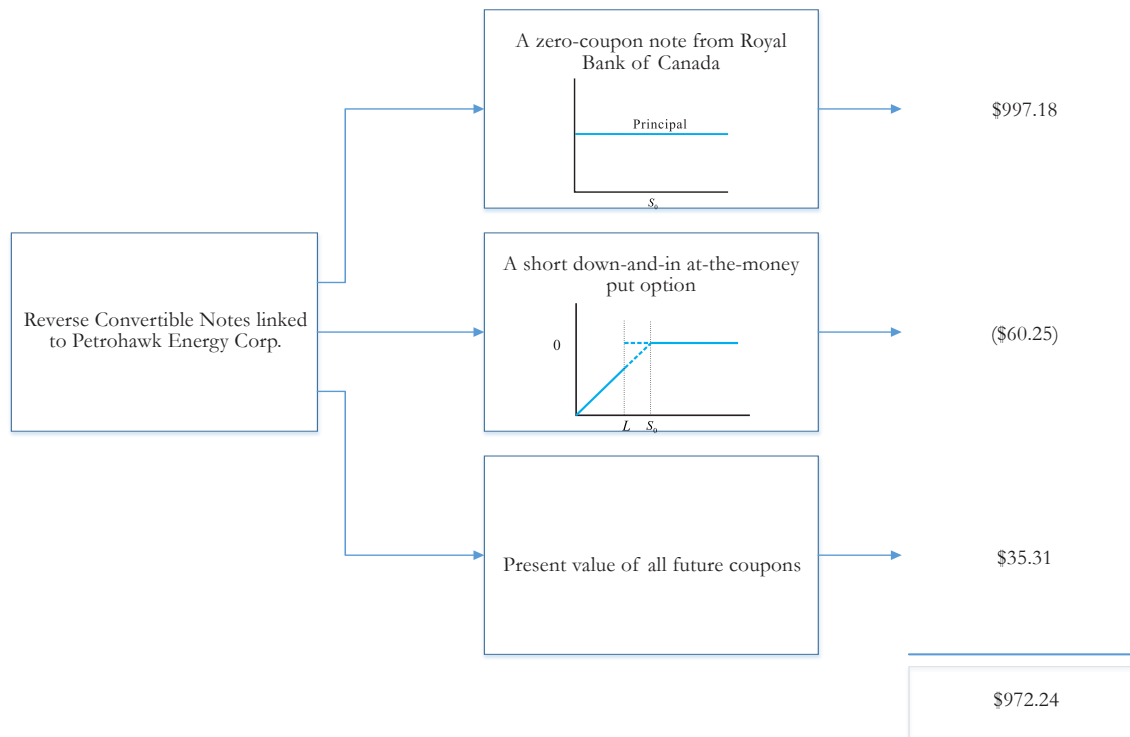 A zero-coupon note from Royal
Bank of Canada
Principal
S₀
$997.18
Reverse Convertible Notes linked
to Petrohawk Energy Corp.
A short down-and-in at-the-money
put option
0
L S₀
($60.25)
Present value of all future coupons
$35.31
$972.24